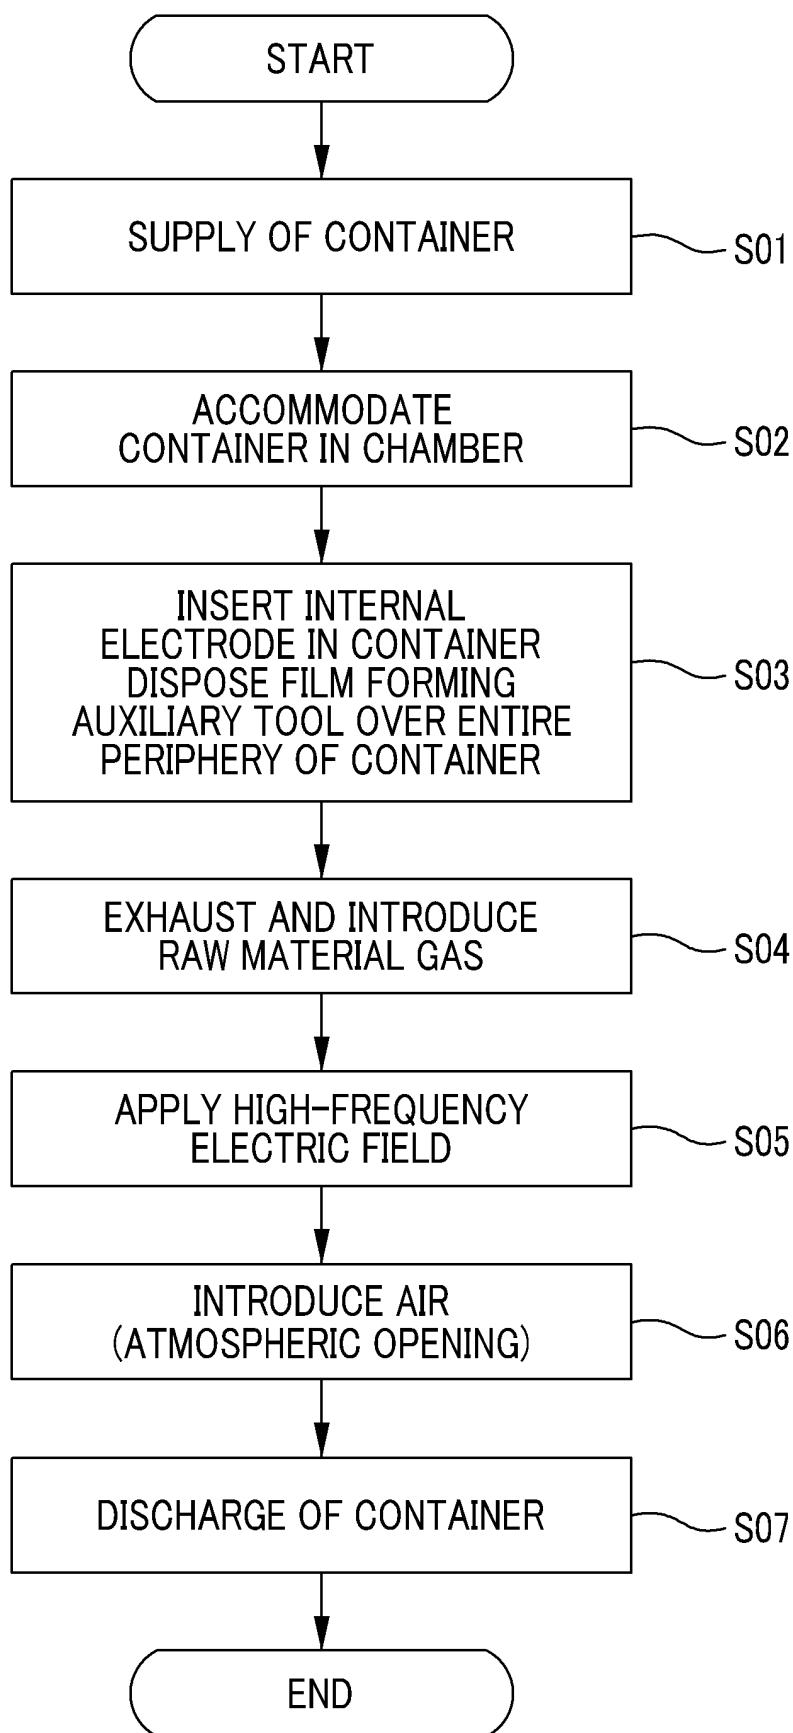 START
SUPPLY OF CONTAINER
S01
ACCOMMODATE
CONTAINER IN CHAMBER
S02
INSERT INTERNAL
ELECTRODE IN CONTAINER
DISPOSE FILM FORMING
AUXILIARY TOOL OVER ENTIRE
PERIPHERY OF CONTAINER
S03
EXHAUST AND INTRODUCE
RAW MATERIAL GAS
S04
APPLY HIGH-FREQUENCY
ELECTRIC FIELD
S05
INTRODUCE AIR
(ATMOSPHERIC OPENING)
S06
DISCHARGE OF CONTAINER
S07
END